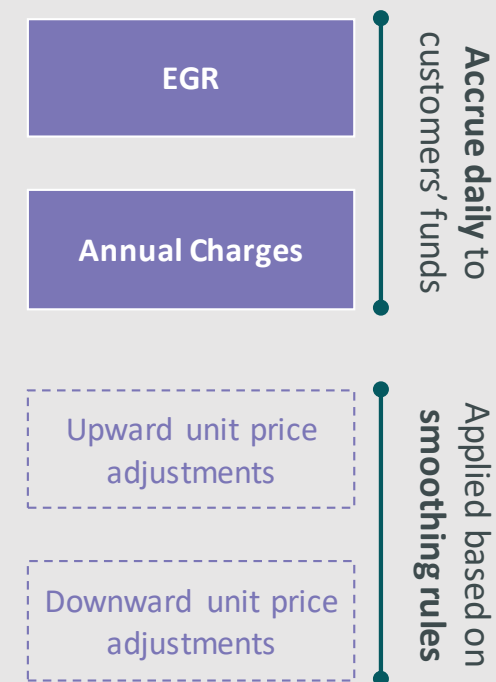 EGR
Annual Charges
Accrue daily to
customers’ funds
Upward unit price
adjustments
Downward unit price
adjustments
Applied based on
smoothing rules